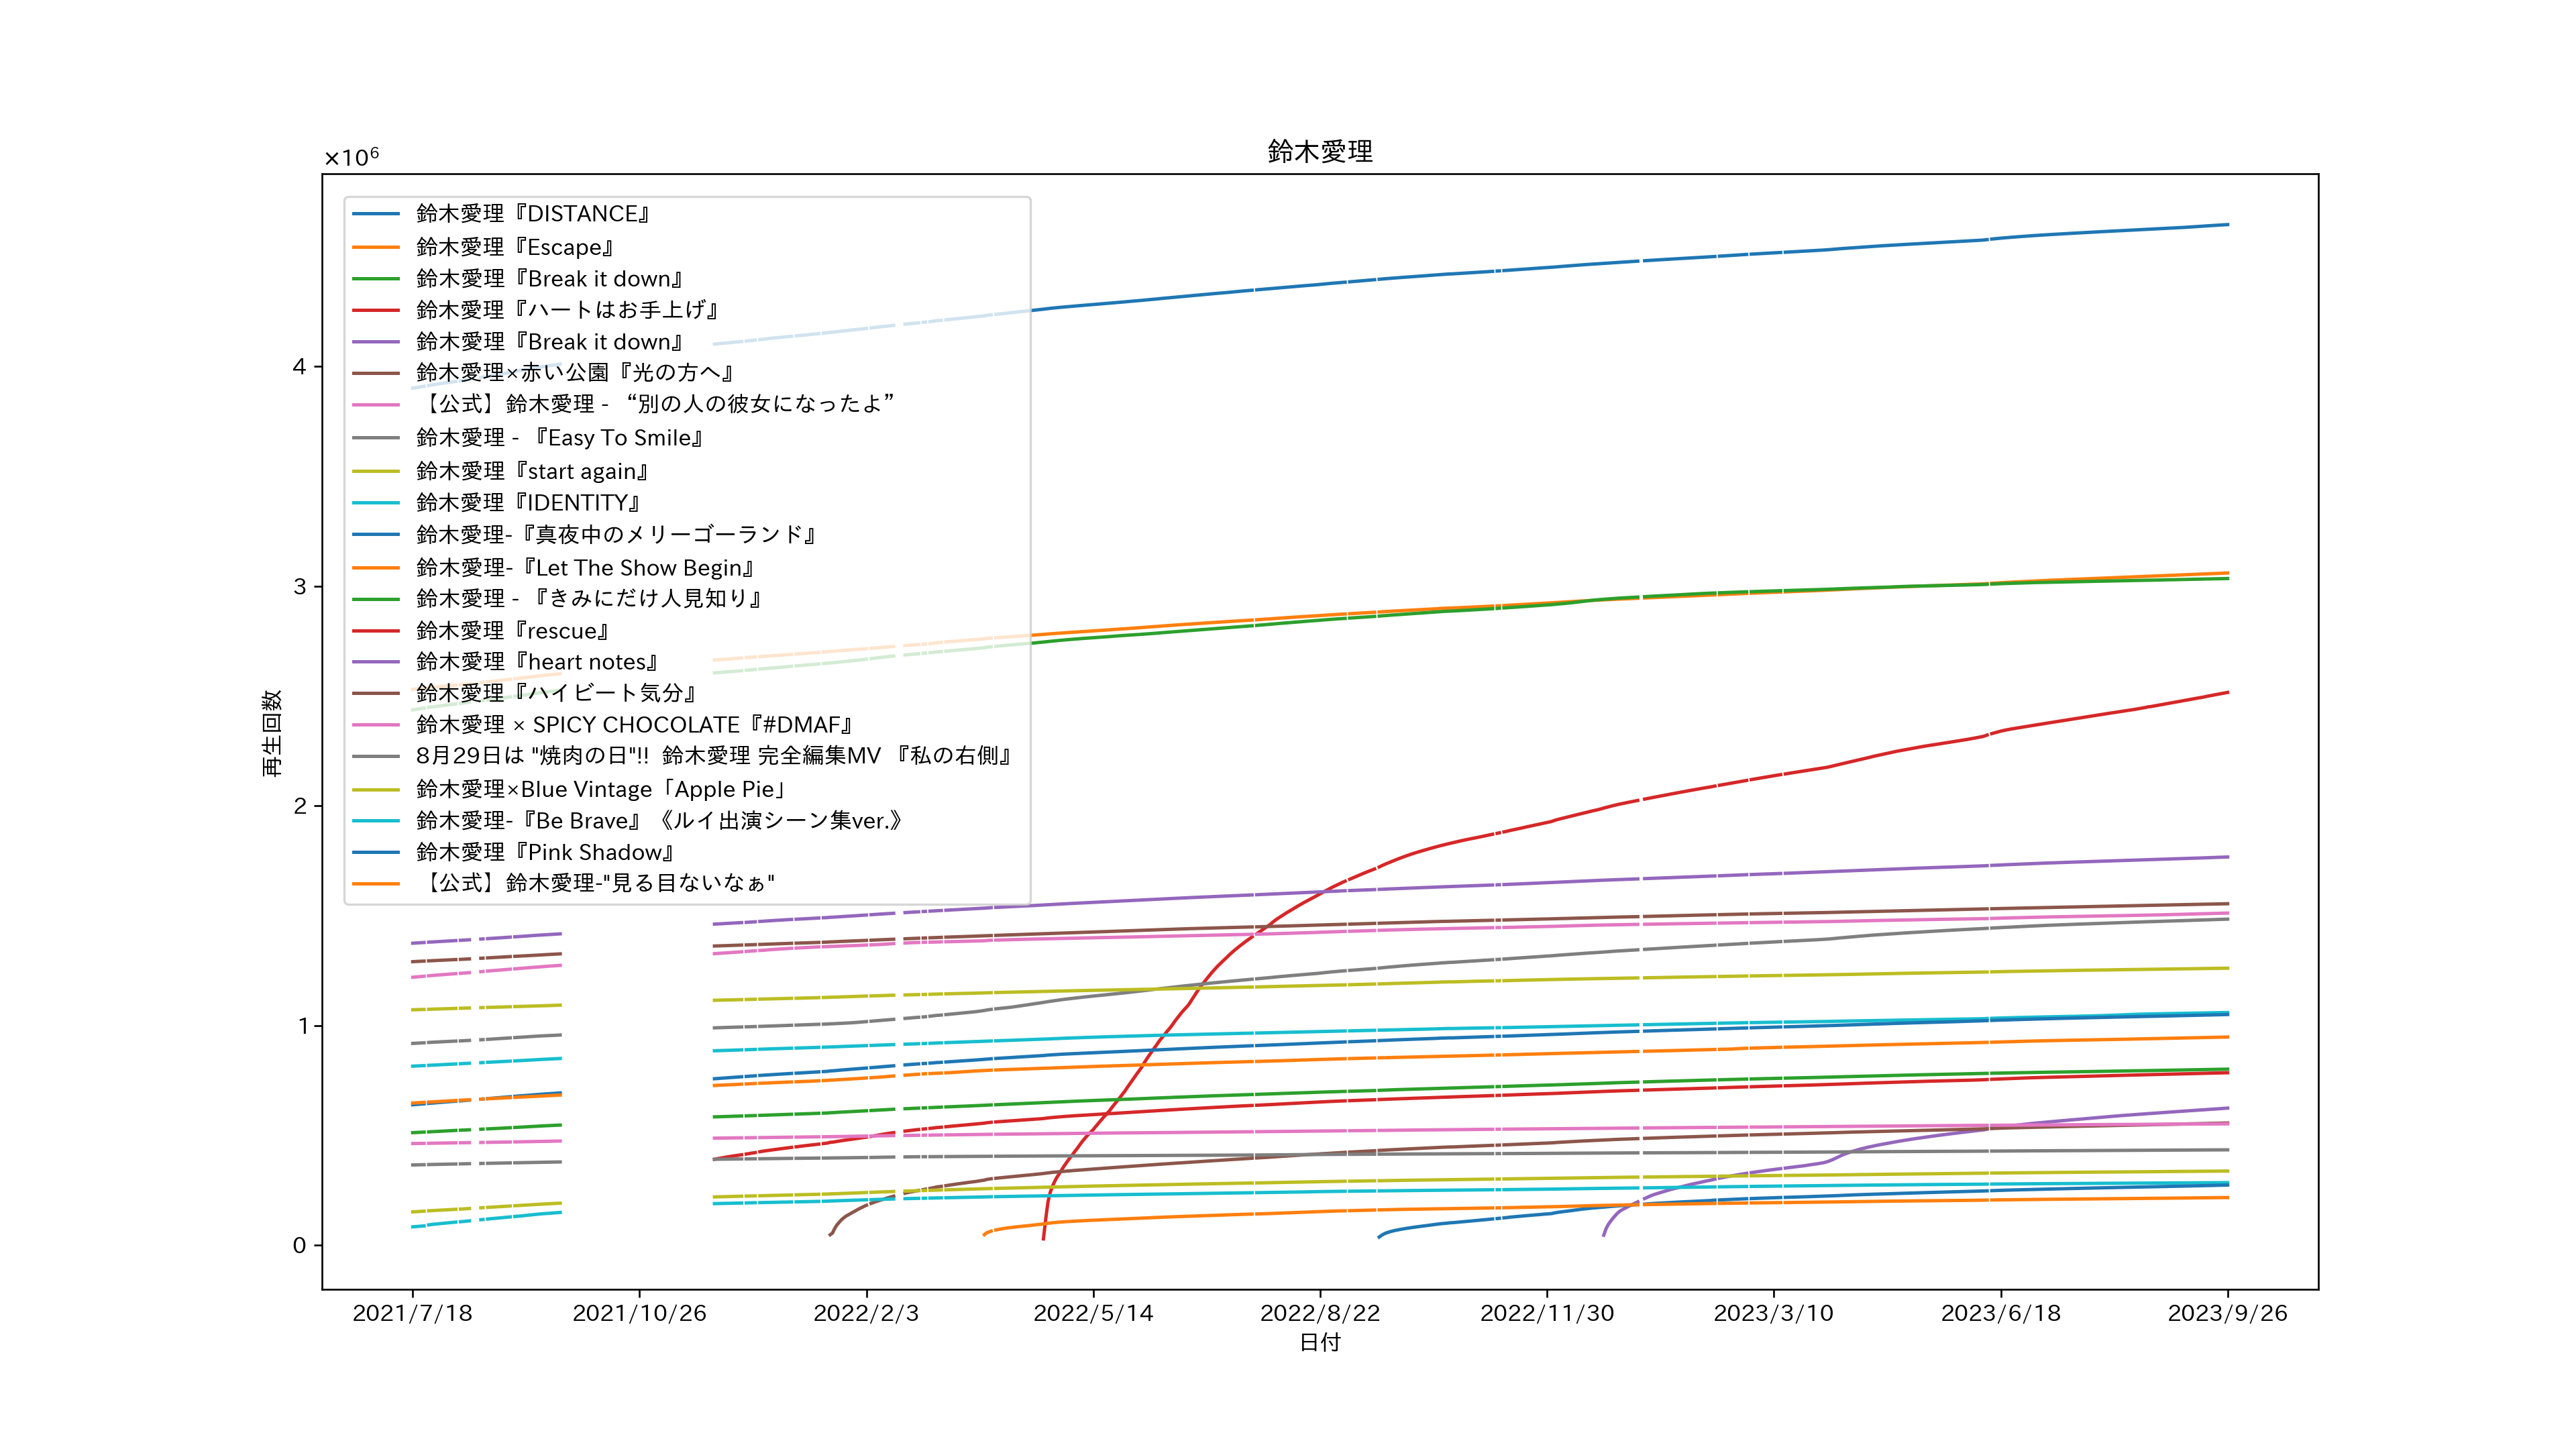 鈴木愛理
×10⁶
鈴木愛理『DISTANCE』
鈴木愛理『Escape』
鈴木愛理『Break it down』
鈴木愛理『ハートはお手上げ』
鈴木愛理『Break it down』
鈴木愛理×赤い公園『光の方へ』
【公式】鈴木愛理 - “別の人の彼女になったよ”
鈴木愛理 - 『Easy To Smile』
鈴木愛理『start again』
鈴木愛理『IDENTITY』
鈴木愛理-『真夜中のメリーゴーランド』
鈴木愛理-『Let The Show Begin』
鈴木愛理 - 『きみにだけ人見知り』
鈴木愛理『rescue』
鈴木愛理『heart notes』
鈴木愛理『ハイビート気分』
鈴木愛理 × SPICY CHOCOLATE『#DMAF』
8月29日は "焼肉の日"!! 鈴木愛理 完全編集MV 『私の右側』
鈴木愛理×Blue Vintage「Apple Pie」
鈴木愛理-『Be Brave』《ルイ出演シーン集ver.》
鈴木愛理『Pink Shadow』
【公式】鈴木愛理-"見る目ないなぁ"
再生回数
4
3
2
1
0
2021/7/18
2021/10/26
2022/2/3
2022/5/14
2022/8/22
2022/11/30
2023/3/10
2023/6/18
2023/9/26
日付